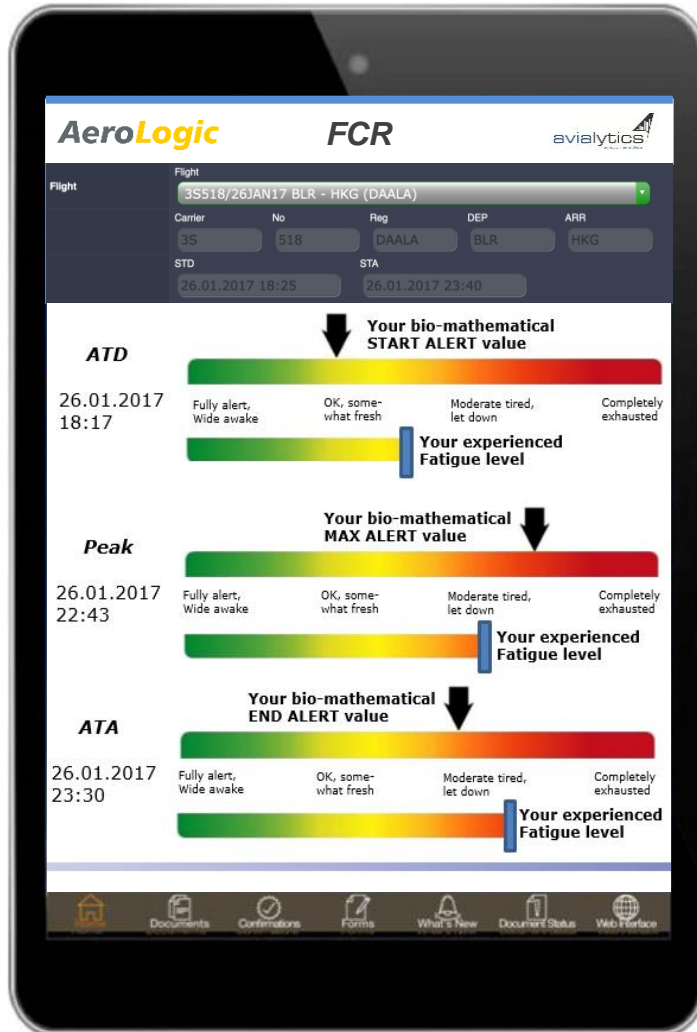 AeroLogic FCR avialytics
Flight
Flight
3S518/26JAN17 BLR - HKG (DAALA)
Carrier No Reg DEP ARR
3S 518 DAALA BLR HKG
STD STA
26.01.2017 18:25 26.01.2017 23:40
Your bio-mathematical
START ALERT value
ATD
26.01.2017
18:17
Fully alert,
Wide awake
OK, some-
what fresh
Moderate tired,
let down
Completely
exhausted
Your experienced
Fatigue level
Your bio-mathematical
MAX ALERT value
Peak
26.01.2017
22:43
Fully alert,
Wide awake
OK, some-
what fresh
Moderate tired,
let down
Completely
exhausted
Your experienced
Fatigue level
Your bio-mathematical
END ALERT value
ATA
26.01.2017
23:30
Fully alert,
Wide awake
OK, some-
what fresh
Moderate tired,
let down
Completely
exhausted
Your experienced
Fatigue level
Home Documents Confirmations Forms What's New Document Status Web Interface